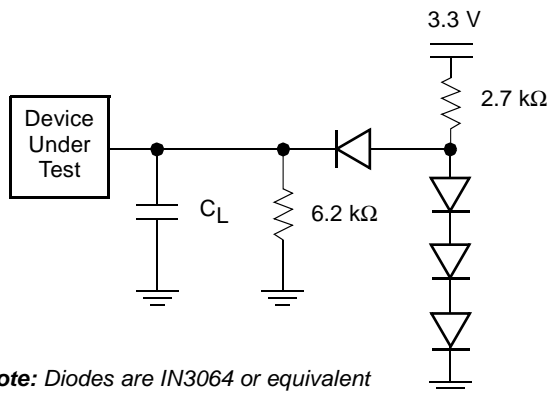 3.3 V
2.7 kΩ
Device
Under
Test
CL
6.2 kΩ
ote: Diodes are IN3064 or equivalent